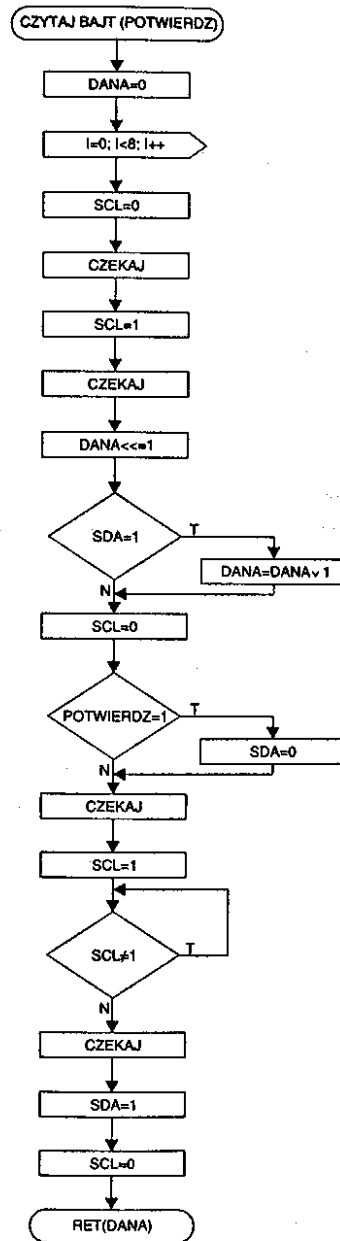 CZYTAJ BAJT (POTWIERDZ)
DANA=0
I=0; I<8; I++
SCL=0
CZEKAJ
SCL=1
CZEKAJ
DANA<<=1
SDA=1
T
DANA=DANA∨1
N
SCL=0
POTWIERDZ=1
T
SDA=0
N
CZEKAJ
SCL=1
SCL≠1
T
N
CZEKAJ
SDA=1
SCL=0
RET(DANA)